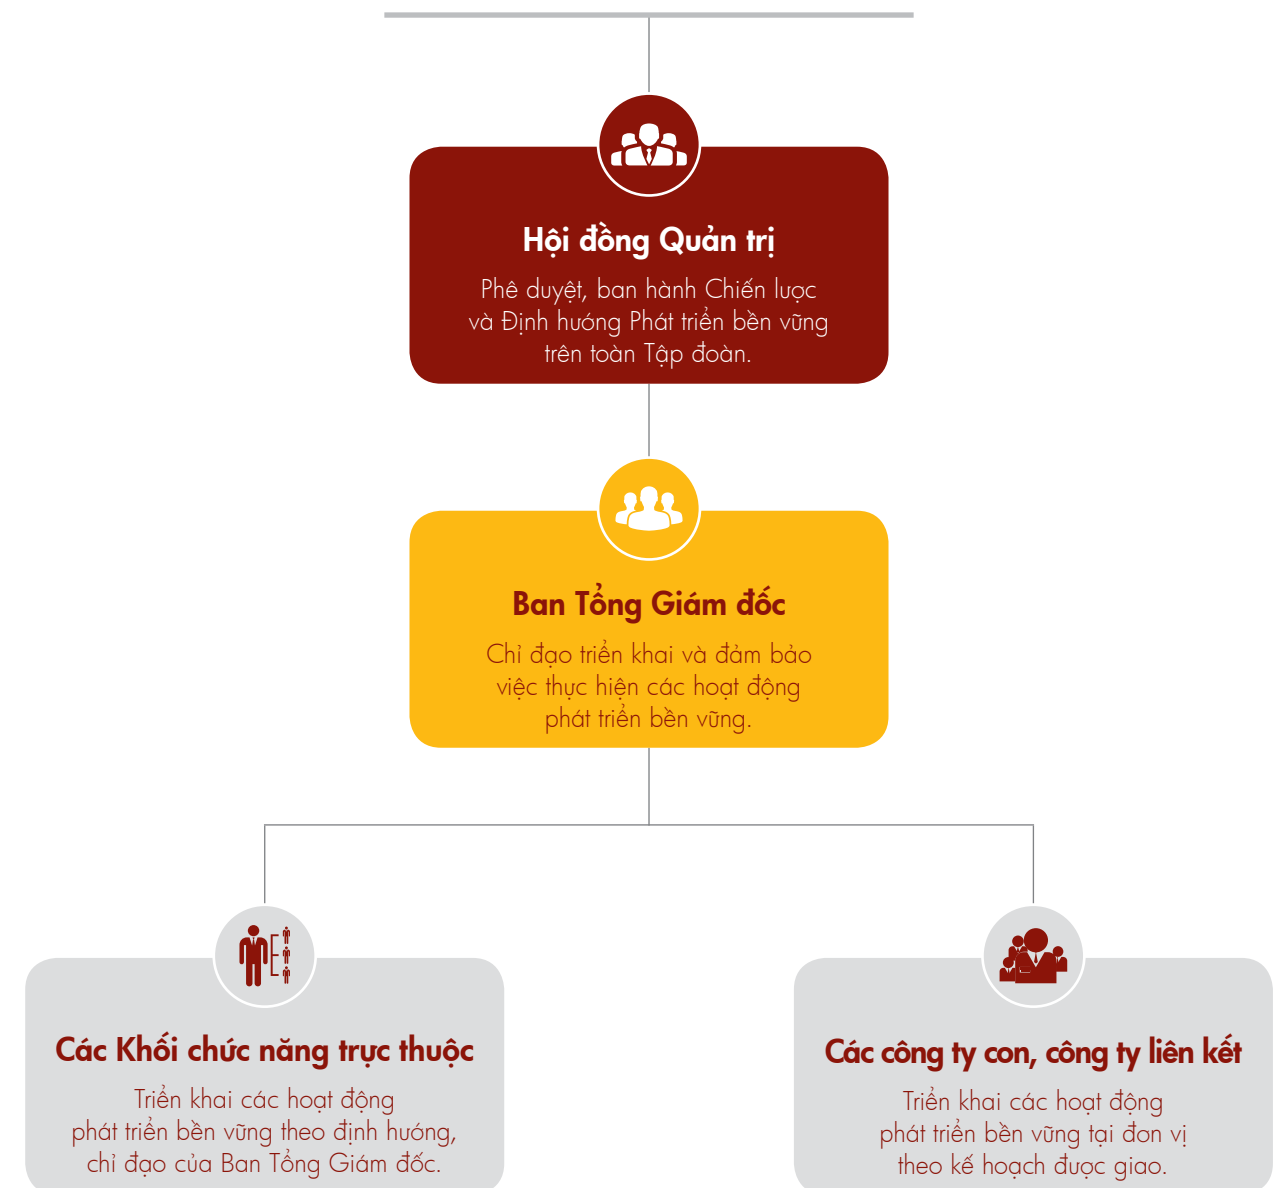 Hội đồng Quản trị
Phê duyệt, ban hành Chiến lược
và Định hướng Phát triển bền vững
trên toàn Tập đoàn.
Ban Tổng Giám đốc
Chỉ đạo triển khai và đảm bảo
việc thực hiện các hoạt động
phát triển bền vững.
Các Khối chức năng trực thuộc
Triển khai các hoạt động
phát triển bền vững theo định hướng,
chỉ đạo của Ban Tổng Giám đốc.
Các công ty con, công ty liên kết
Triển khai các hoạt động
phát triển bền vững tại đơn vị
theo kế hoạch được giao.